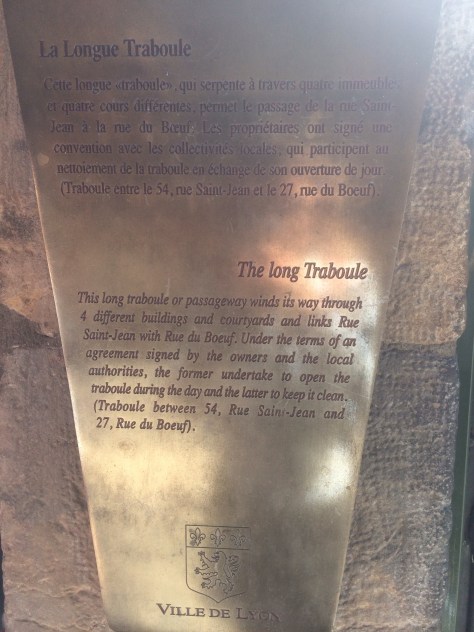 La Longue Traboule
Cette longue «traboule», qui serpente à travers quatre immeubles
et quatre cours différentes, permet le passage de la rue Saint-
Jean à la rue du Bœuf. Les propriétaires ont signé une
convention avec les collectivités locales, qui participent au
nettoiement de la traboule en échange de son ouverture de jour
(Traboule entre le 54, rue Saint-Jean et le 27, rue du Boeuf).
The long Traboule
This long traboule or passageway winds its way through
4 different buildings and courtyards and links Rue
Saint-Jean with Rue du Boeuf. Under the terms of an
agreement signed by the owners and the local
authorities, the former undertake to open the
traboule during the day and the latter to keep it clean.
(Traboule between 54, Rue Saint-Jean and
27, Rue du Boeuf).
VILLE DE LYON